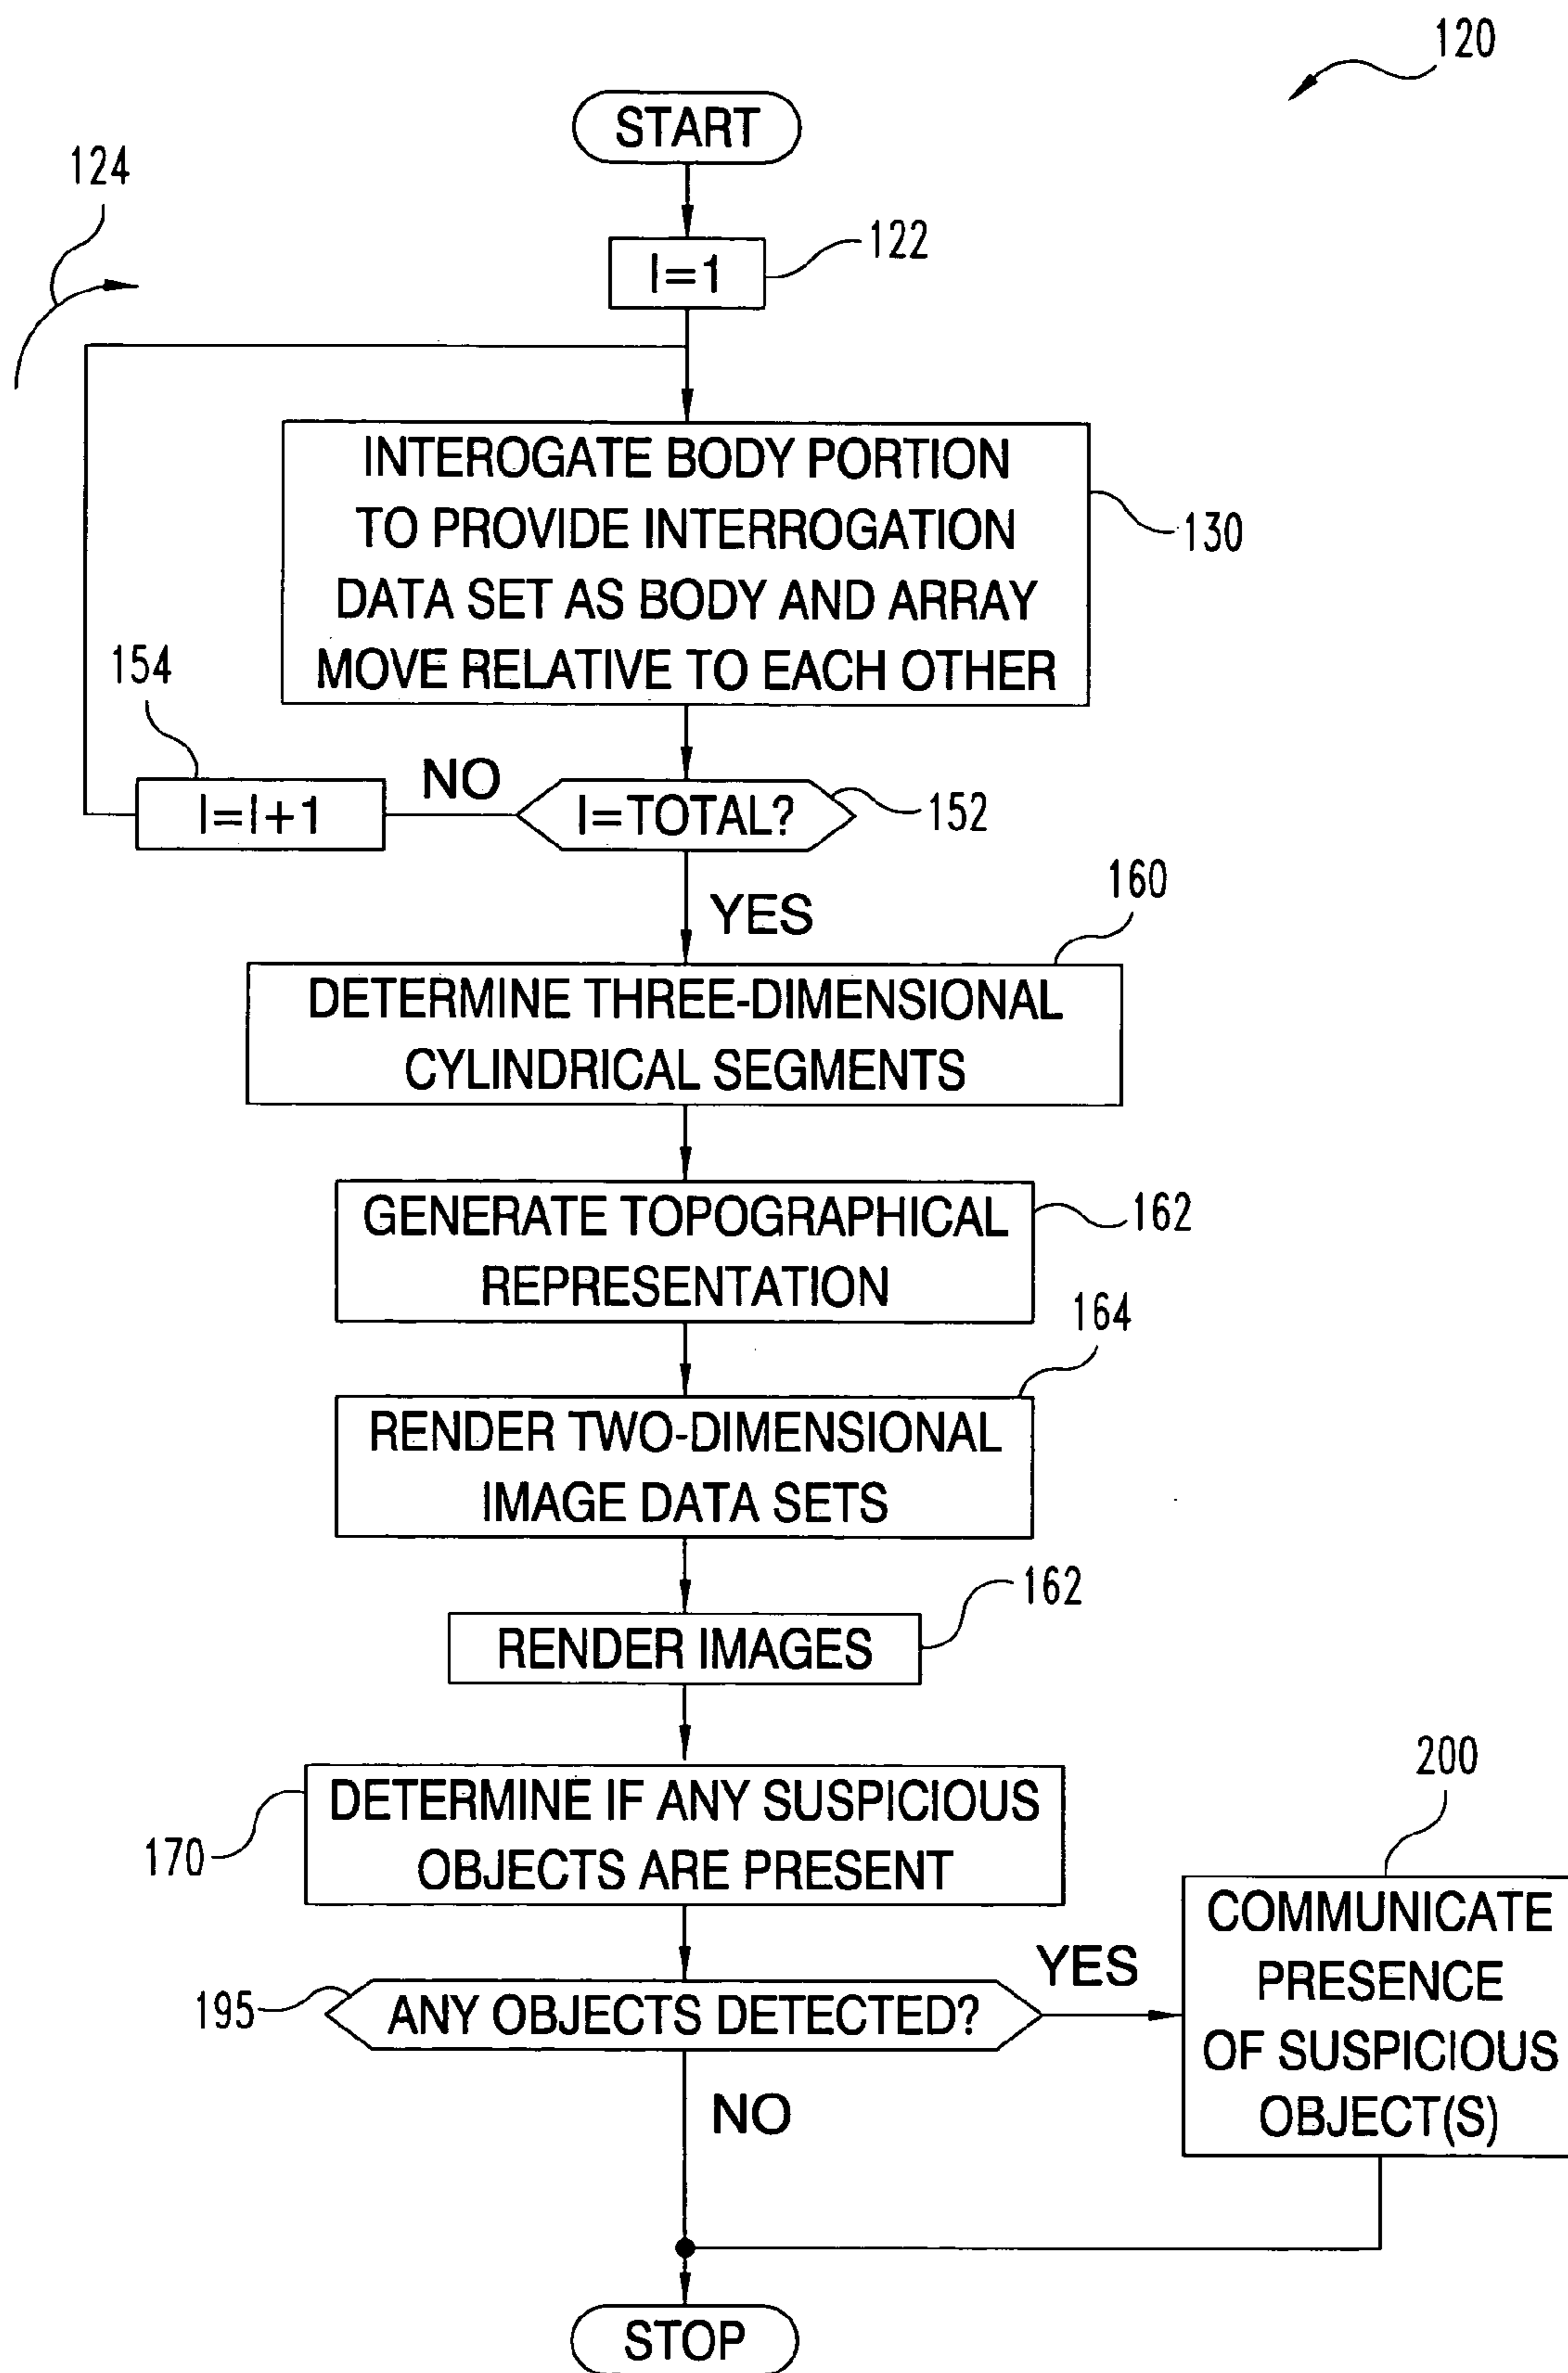 120
START
124
122
I=1
INTEROGATE BODY PORTION
TO PROVIDE INTERROGATION
DATA SET AS BODY AND ARRAY
MOVE RELATIVE TO EACH OTHER
130
154
NO
I=I+1
I=TOTAL?
152
YES
160
DETERMINE THREE-DIMENSIONAL
CYLINDRICAL SEGMENTS
GENERATE TOPOGRAPHICAL
REPRESENTATION
162
164
RENDER TWO-DIMENSIONAL
IMAGE DATA SETS
162
RENDER IMAGES
170
DETERMINE IF ANY SUSPICIOUS
OBJECTS ARE PRESENT
200
195
ANY OBJECTS DETECTED?
YES
COMMUNICATE
PRESENCE
OF SUSPICIOUS
OBJECT(S)
NO
STOP